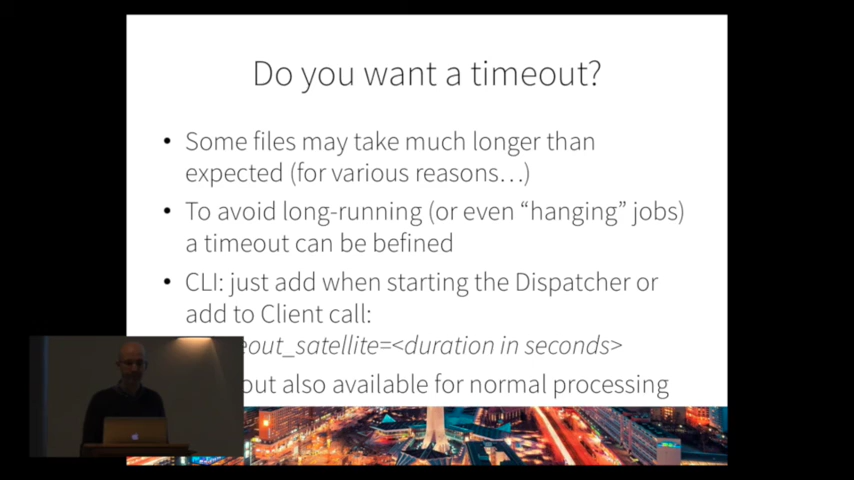 Do you want a timeout?
• Some files may take much longer than
expected (for various reasons…)
• To avoid long-running (or even “hanging” jobs)
a timeout can be befined
• CLI: just add when starting the Dispatcher or
add to Client call:
eout_satellite=<duration in seconds>
out also available for normal processing